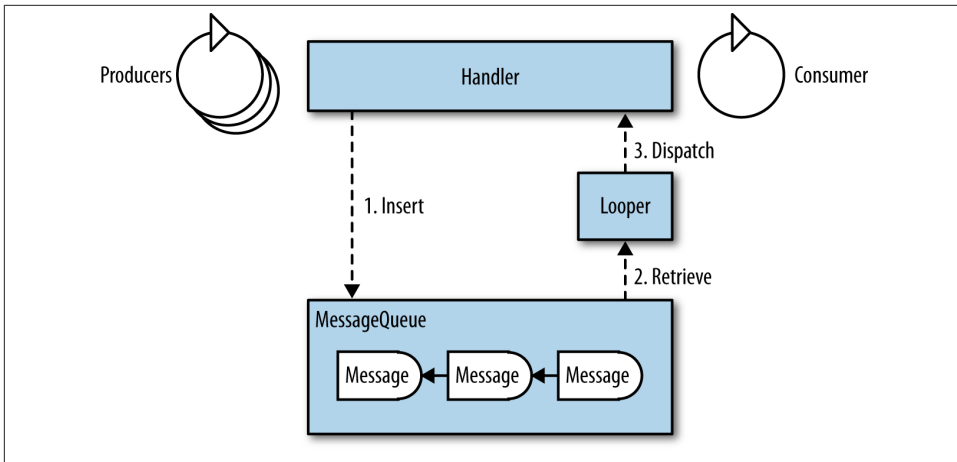 Producers
Handler
Consumer
3. Dispatch
1. Insert
Looper
2. Retrieve
MessageQueue
Message
Message
Message